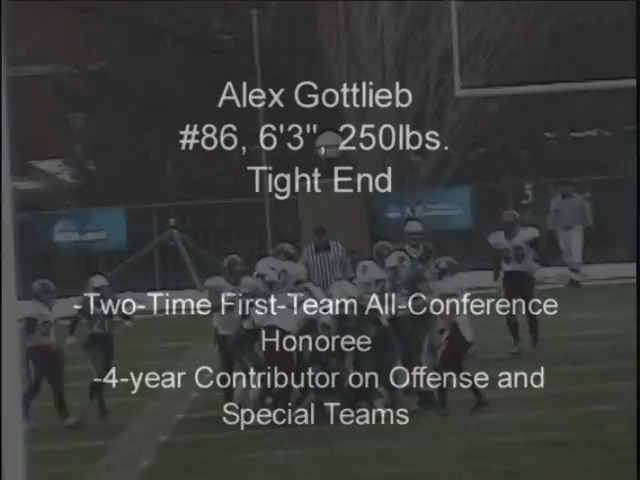 Alex Gottlieb
#86, 6'3", 250lbs.
Tight End
-Two-Time First-Team All-Conference
Honoree
-4-year Contributor on Offense and
Special Teams